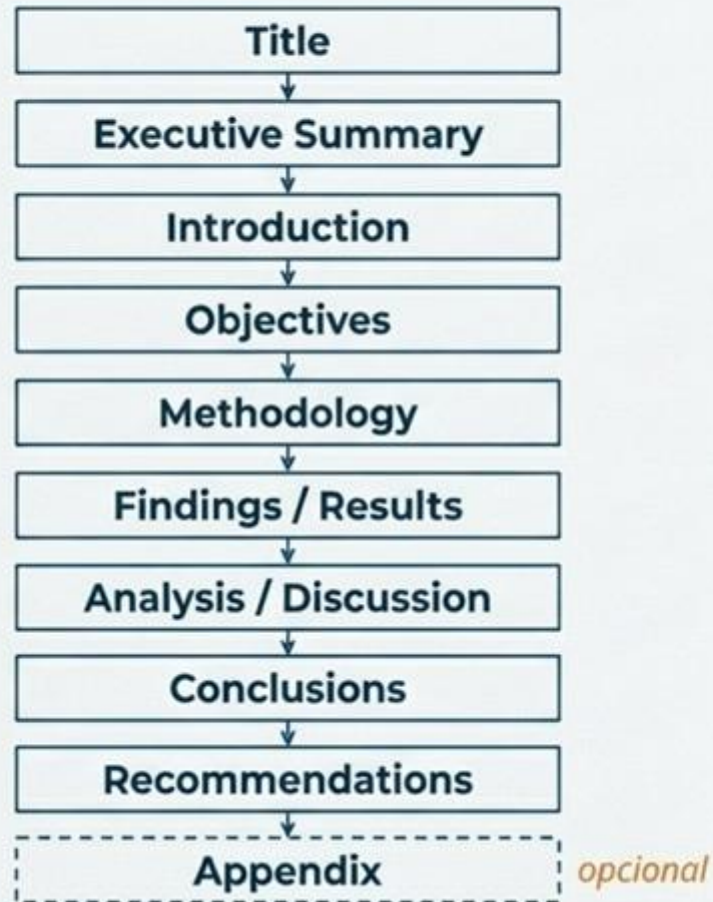 Title
Executive Summary
Introduction
Objectives
Methodology
Findings / Results
Analysis / Discussion
Conclusions
Recommendations
Appendix opcional